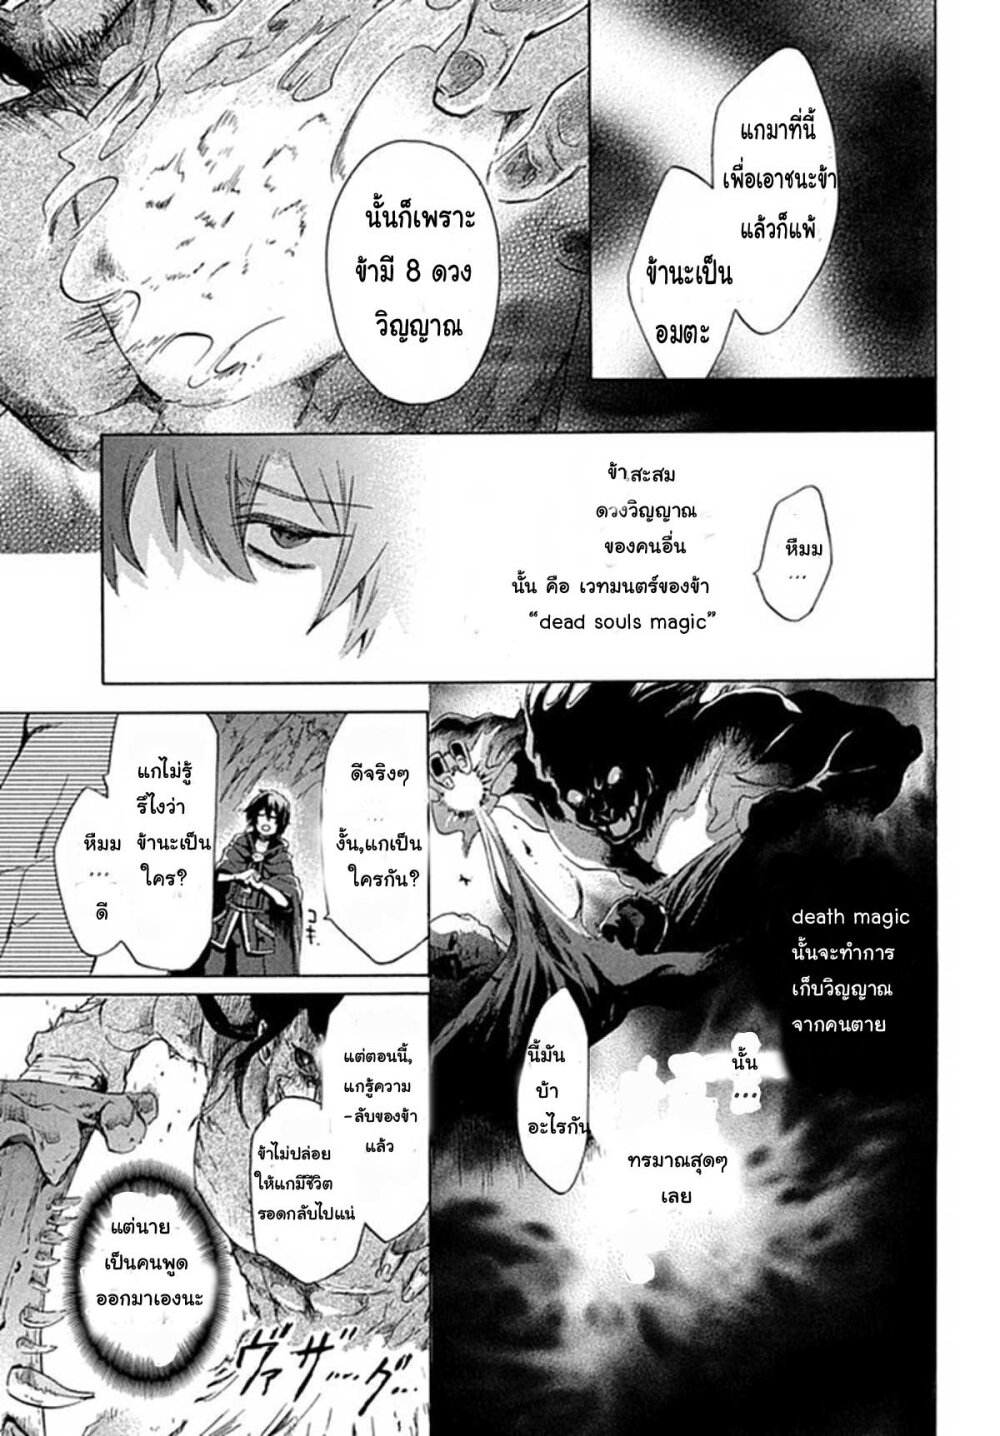 แกมาที่นี้
เพื่อเอาชนะข้า
แล้วก็แพ้
ข้านะเป็น
อมตะ
นั้นก็เพราะ
ข้ามี 8 ดวง
วิญญาณ
หืมม
...
ข้าสะสม
ดวงวิญญาณ
ของคนอื่น
นั้น คือ เวทมนตร์ของข้า
“dead souls magic”
death magic
นั้นจะทำการ
เก็บวิญญาณ
จากคนตาย
นั้น
...
ทรมาณสุดๆ
เลย
นี้มัน
บ้า
อะไรกัน
ดีจริงๆ
...
งั้น,แกเป็น
ใครกัน?
コキ
แกไม่รู้
รึไงว่า
ข้านะเป็น
ใคร?
หืมม
...
ดี
แต่ตอนนี้,
แกรู้ความ
-ลับของข้า
แล้ว
ข้าไม่ปล่อย
ให้แกมีชีวิต
รอดกลับไปแน่
แต่นาย
เป็นคนพูด
ออกมาเองนะ
ヴァザ……グ…